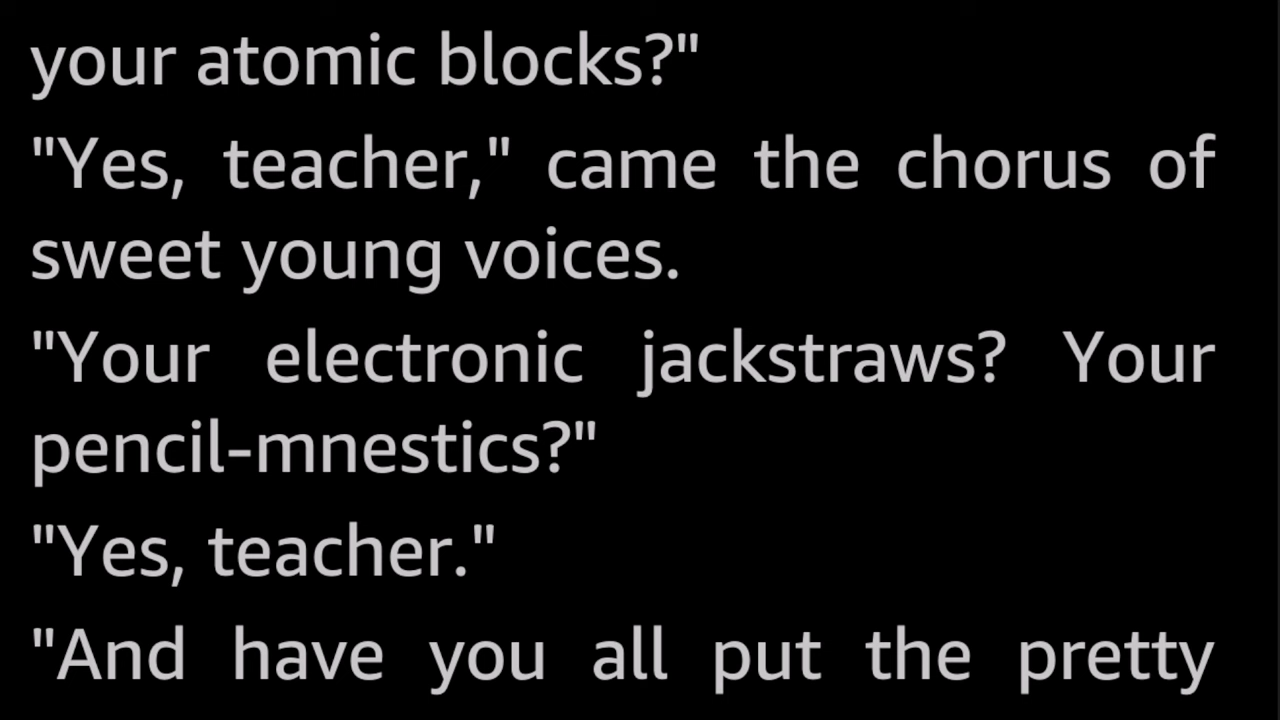 your atomic blocks?"
"Yes, teacher," came the chorus of
sweet young voices.
"Your electronic jackstraws? Your
pencil-mnestics?"
"Yes, teacher."
"And have you all put the pretty